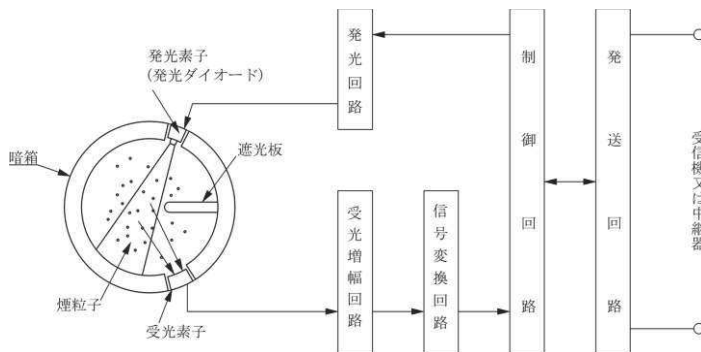 発光素子
(発光ダイオード)
暗箱
遮光板
煙粒子
受光素子
発光回路
受光増幅回路
信号変換回路
制御回路
発送回路
受信機又は中継器